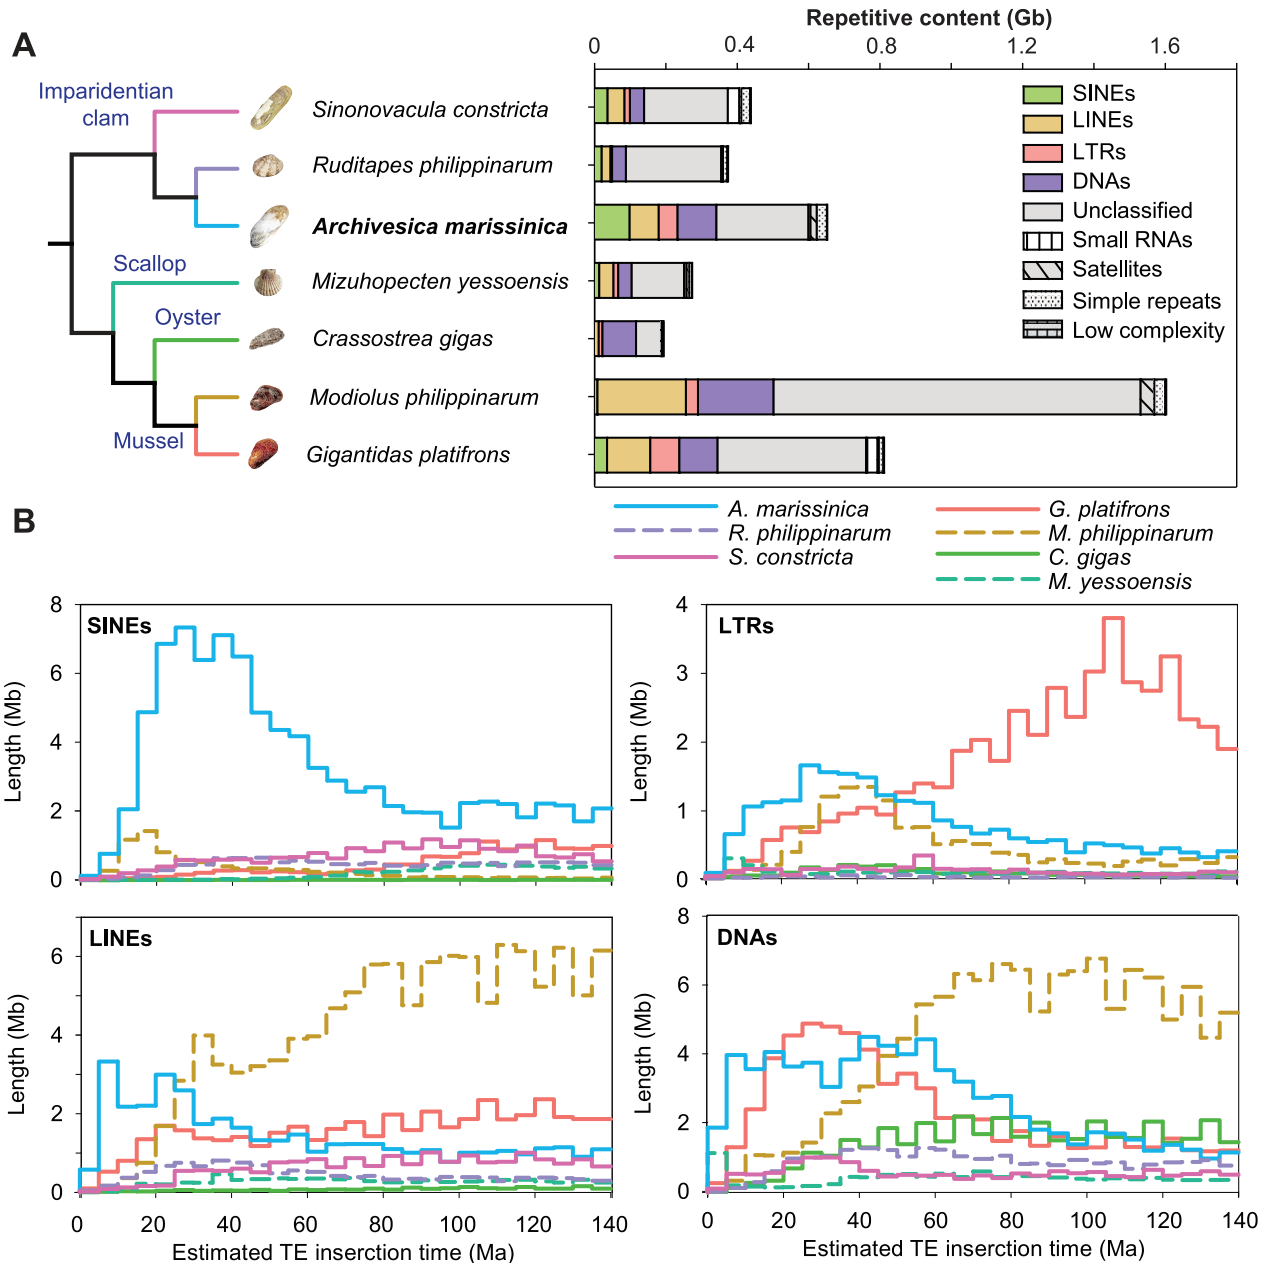 A
Repetitive content (Gb)
0 0.4 0.8 1.2 1.6
Imparidentian
clam
Sinonovacula constricta
Ruditapes philippinarum
Archivesica marissinica
Scallop
Mizuhopecten yessoensis
Oyster
Crassostrea gigas
Modiolus philippinarum
Mussel
Gigantidas platifrons
SINEs
LINEs
LTRs
DNAs
Unclassified
Small RNAs
Satellites
Simple repeats
Low complexity
B
A. marissinica
R. philippinarum
S. constricta
G. platifrons
M. philippinarum
C. gigas
M. yessoensis
SINEs
Length (Mb)
8
6
4
2
0
LTRs
Length (Mb)
4
3
2
1
0
LINEs
Length (Mb)
6
4
2
0
0 20 40 60 80 100 120 140
Estimated TE inserction time (Ma)
DNAs
Length (Mb)
8
6
4
2
0
0 20 40 60 80 100 120 140
Estimated TE inserction time (Ma)